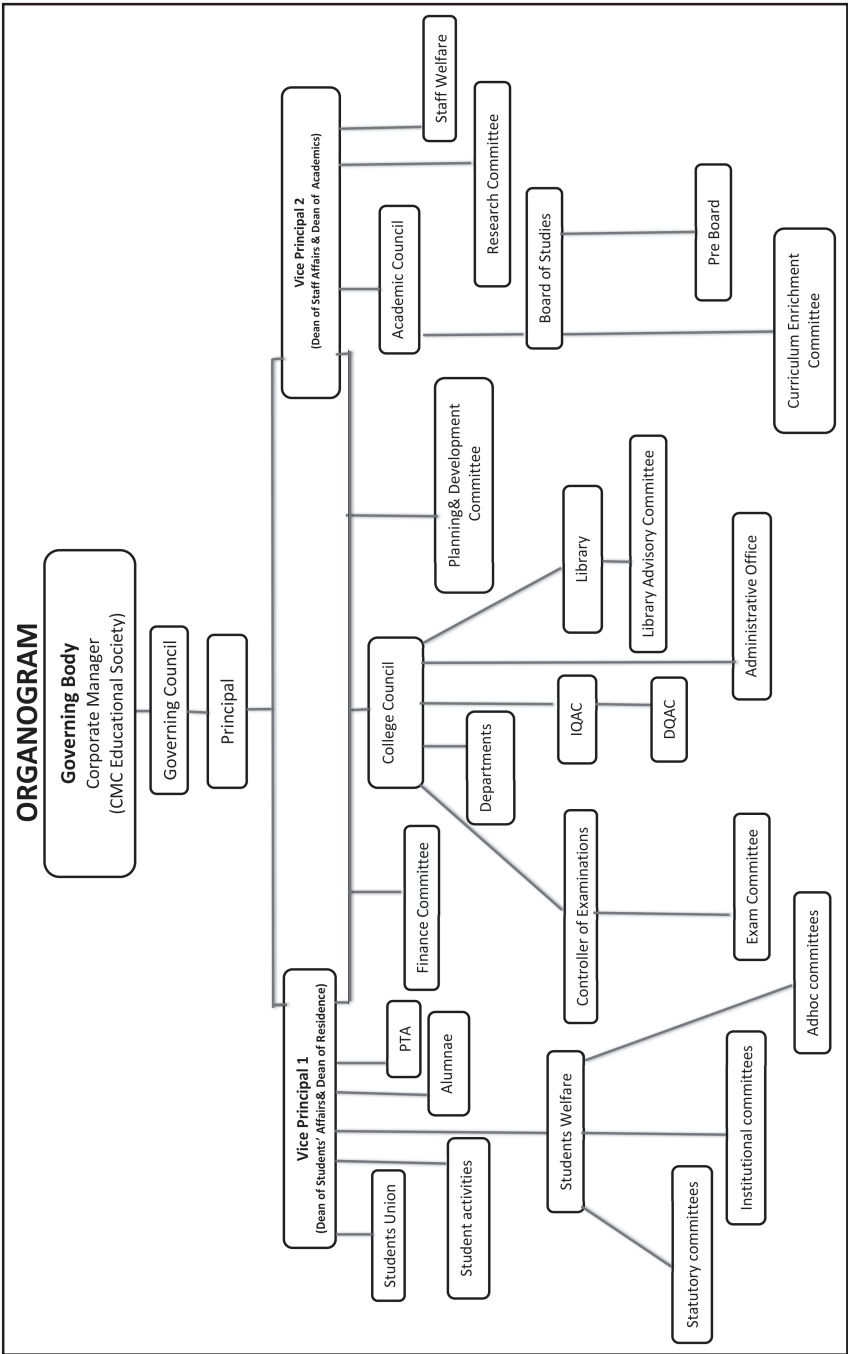 ORGANOGRAM
Governing Body
Corporate Manager
(CMC Educational Society)
Governing Council
Principal
Vice Principal 1
(Dean of Students' Affairs& Dean of Residence)
Vice Principal 2
(Dean of Staff Affairs & Dean of Academics)
Students Union
Student activities
Alumnae
PTA
Finance Committee
College Council
Planning& Development
Committee
Academic Council
Research Committee
Staff Welfare
Departments
Students Welfare
Controller of Examinations
IQAC
Library
Board of Studies
Statutory committees
Institutional committees
Adhoc committees
Exam Committee
DQAC
Administrative Office
Library Advisory Committee
Pre Board
Curriculum Enrichment
Committee